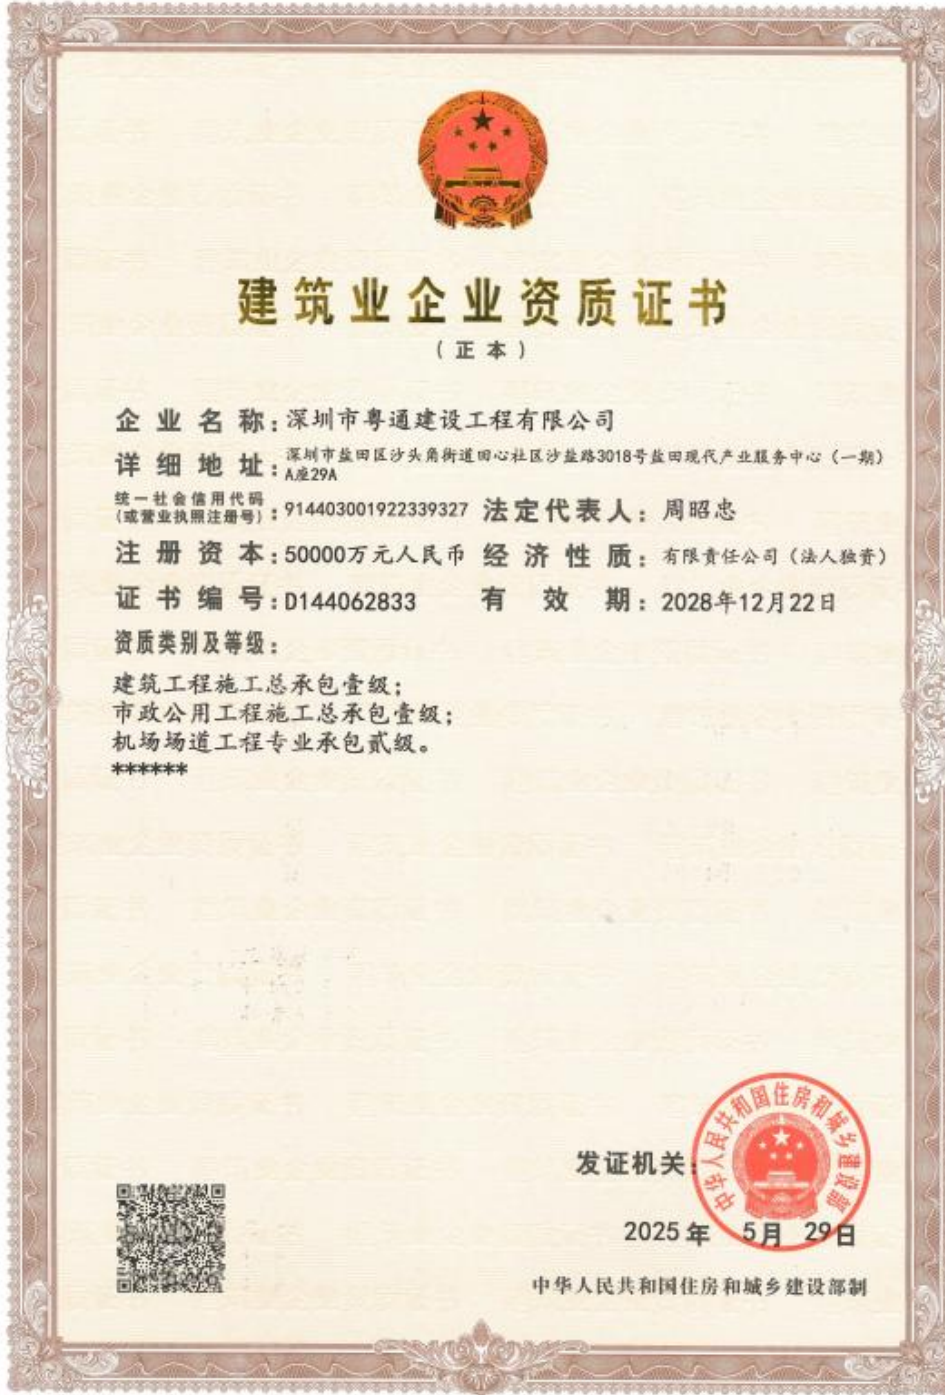 建筑业企业资质证书
(正本)
企业名称:深圳市粤通建设工程有限公司
详细地址:深圳市盐田区沙头角街道田心社区沙盐路3018号盐田现代产业服务中心(一期)
A座29A
统一社会信用代码
(或营业执照注册号):914403001922339327 法定代表人:周昭忠
注册资本:50000万元人民币 经济性质:有限责任公司(法人独资)
证书编号:D144062833 有效期:2028年12月22日
资质类别及等级:
建筑工程施工总承包壹级;
市政公用工程施工总承包壹级;
机场场道工程专业承包贰级。
******
发证机关:
中华人民共和国住房和城乡建设部
2025年 5月 29日
中华人民共和国住房和城乡建设部制